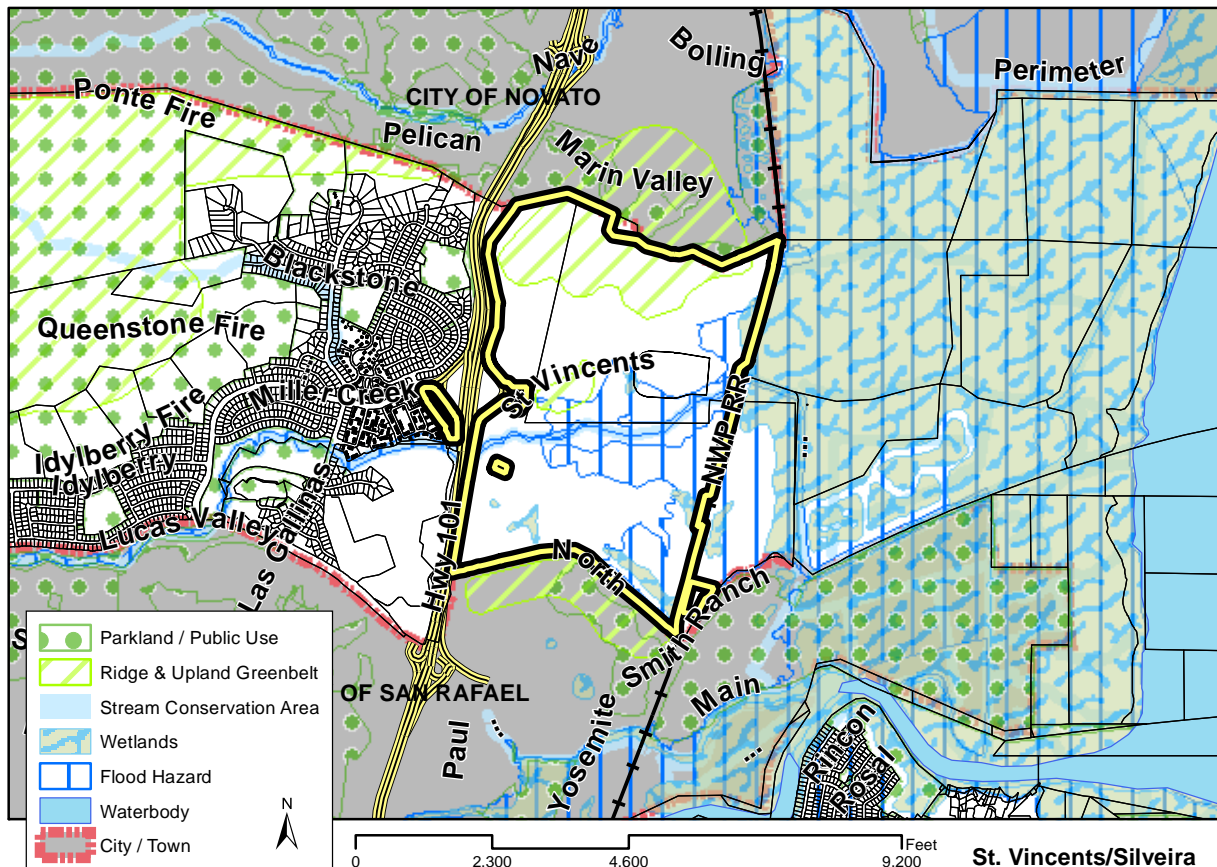 Nave
Bolling
Perimeter
Ponte Fire
CITY OF NOVATO
Pelican
Marin Valley
Blackstone
Queenstone Fire
St Vincents
Miller Creek
Idylberry Fire
Idylberry
N.W.P RR
...
Lucas Valley
Las Gallinas
Hwy 101
North
Smith Ranch
Main
OF SAN RAFAEL
Paul
...
Yosemite
...
Rincon
Rosal
Parkland / Public Use
Ridge & Upland Greenbelt
Stream Conservation Area
Wetlands
Flood Hazard
Waterbody
City / Town
N
Feet
0 2,300 4,600 9,200
St. Vincents/Silveira